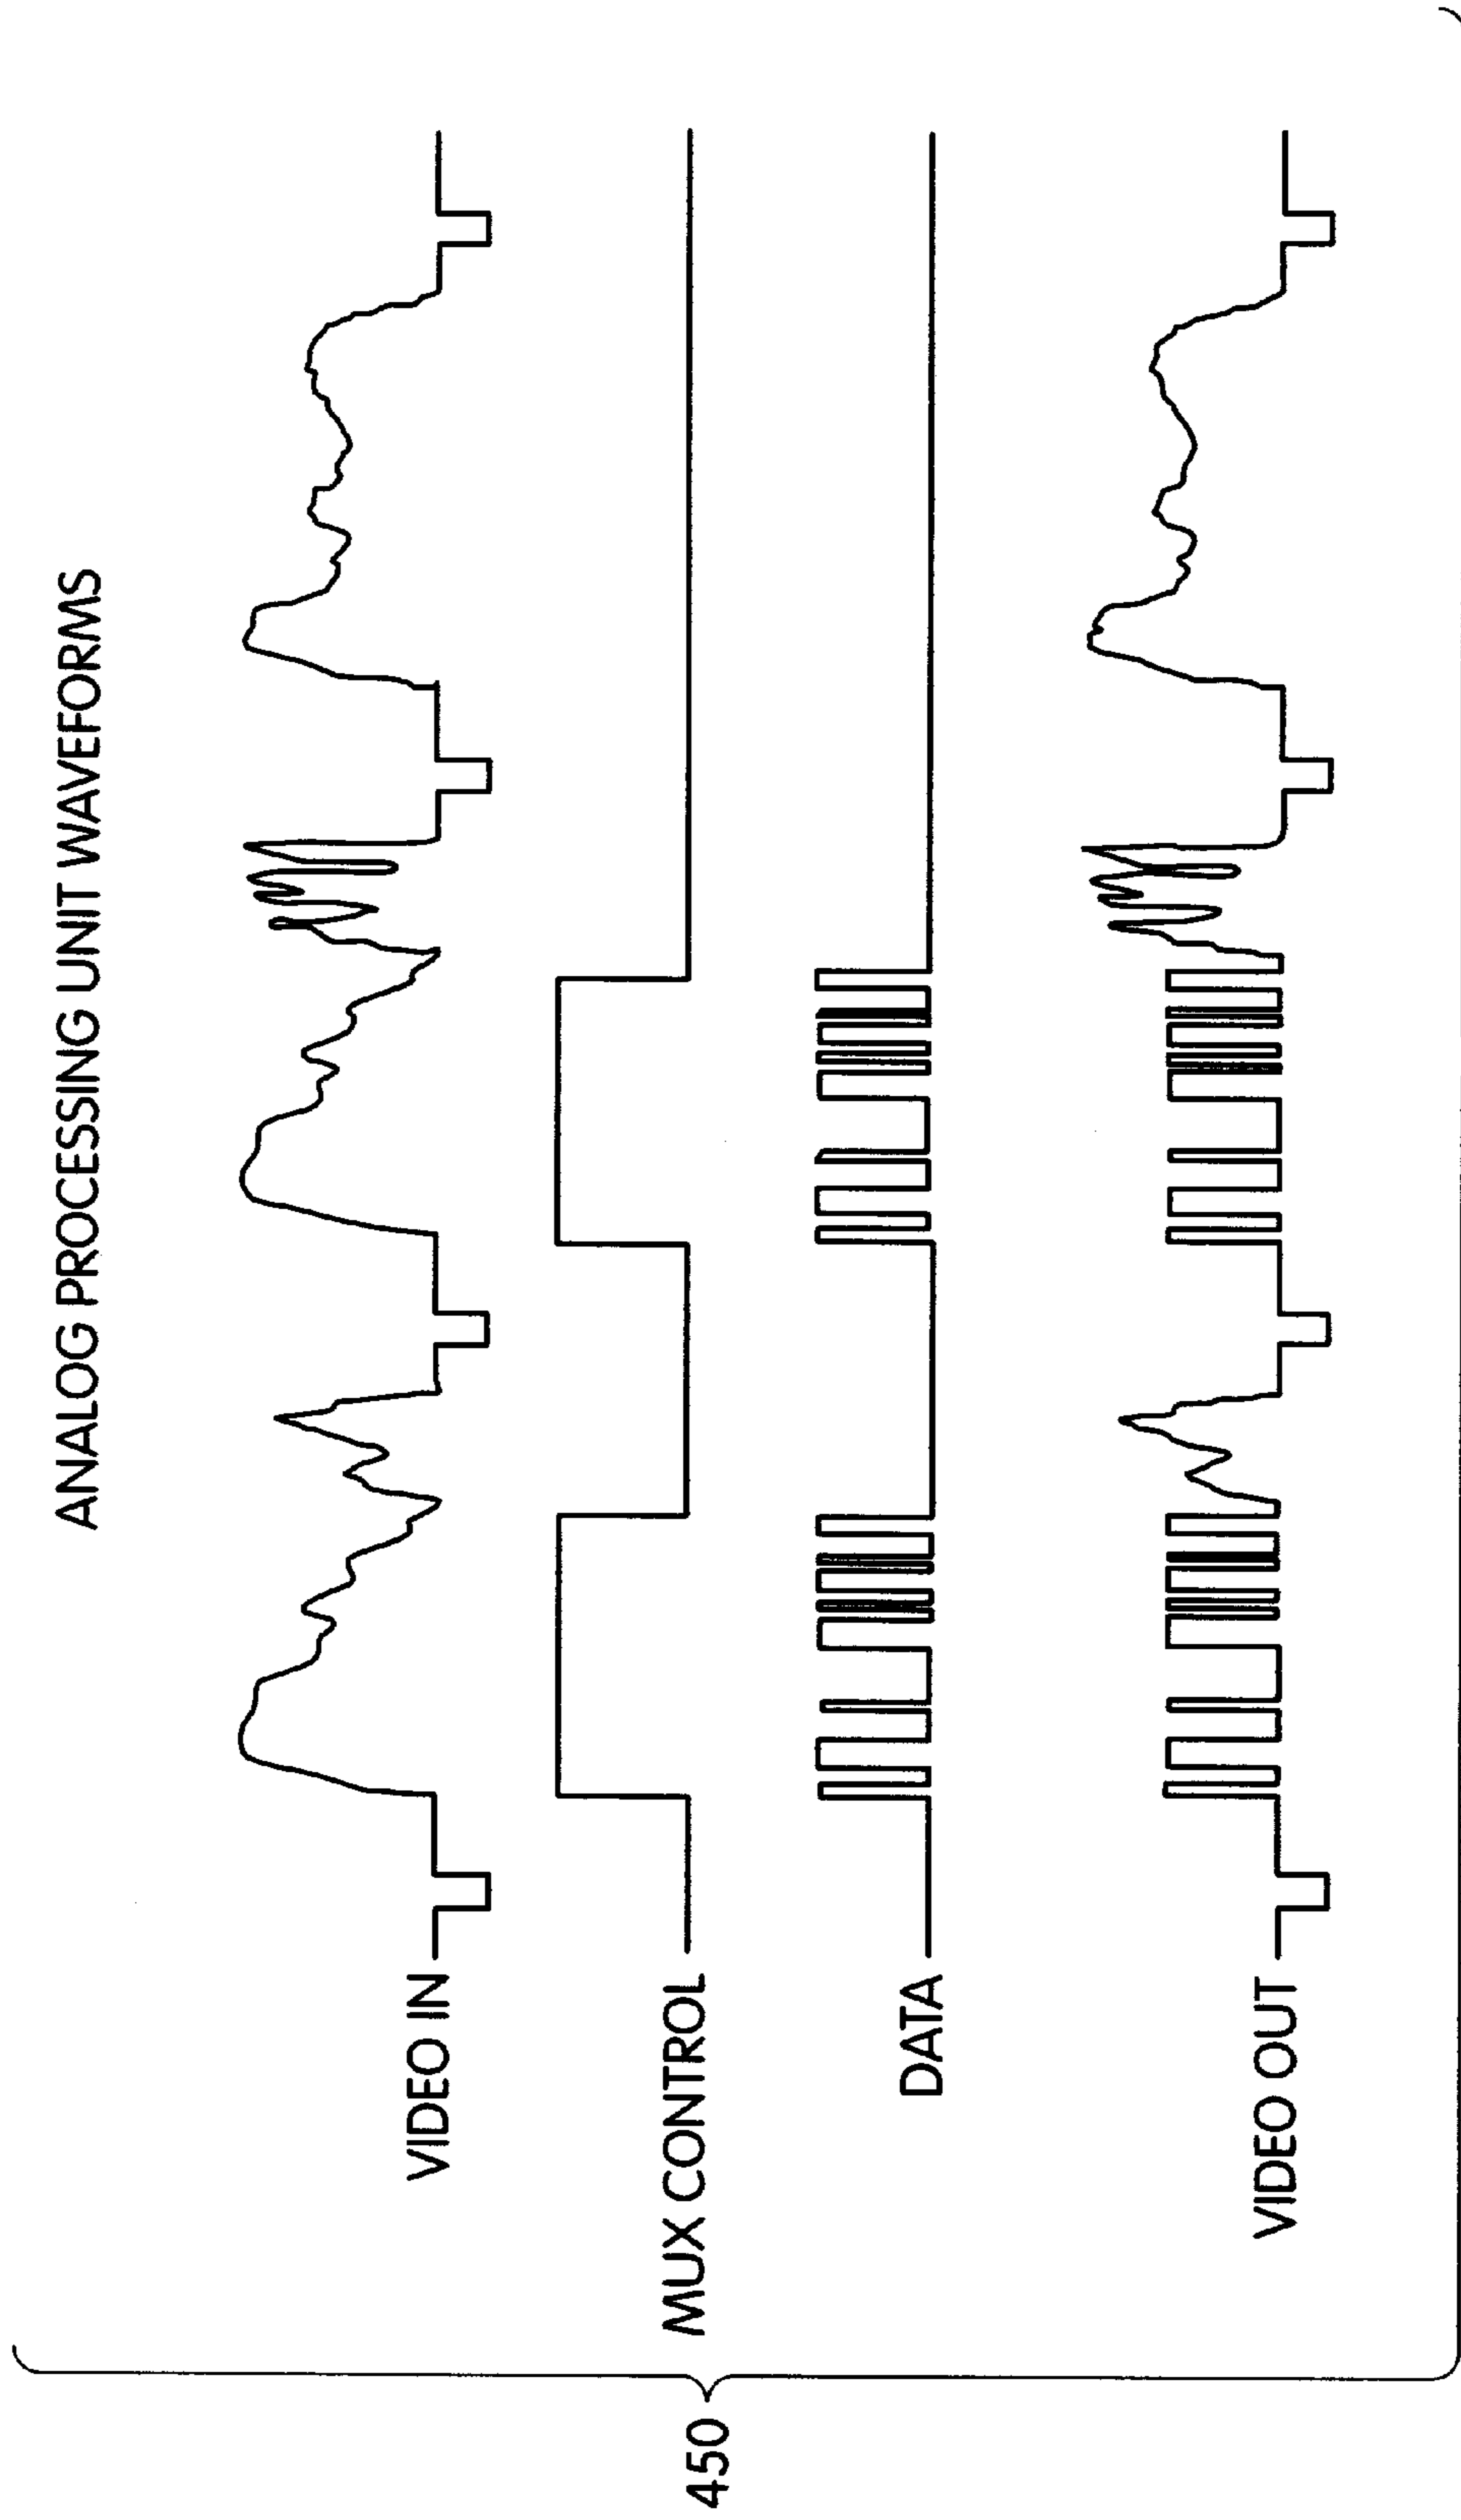 ANALOG PROCESSING UNIT WAVEFORMS
VIDEO IN
MUX CONTROL
450
DATA
VIDEO OUT